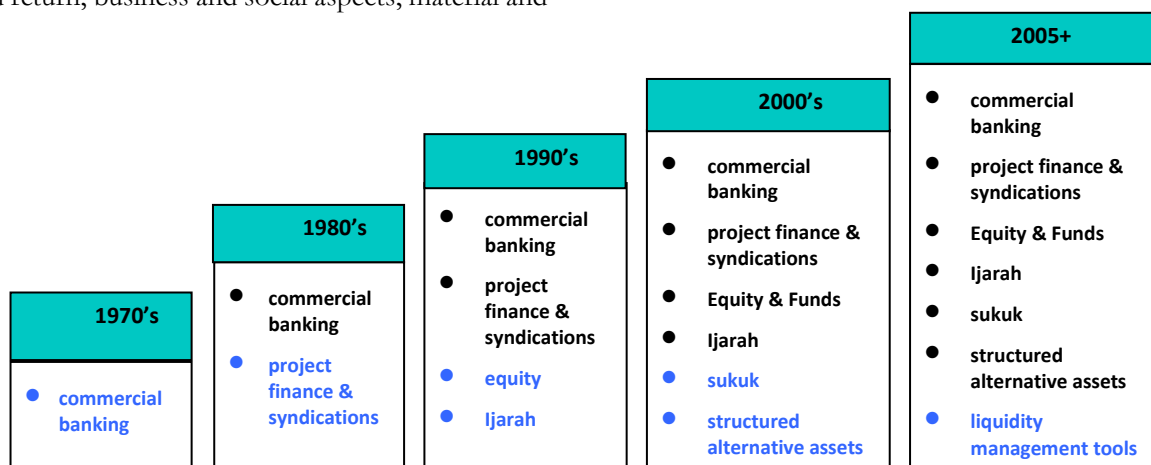 return, business and social aspects, material and
1970's
commercial
banking
1980's
commercial
banking
project
finance &
syndications
1990's
commercial
banking
project
finance &
syndications
equity
Ijarah
2000's
commercial
banking
project finance &
syndications
Equity & Funds
Ijarah
sukuk
structured
alternative assets
2005+
commercial
banking
project finance &
syndications
Equity & Funds
Ijarah
sukuk
structured
alternative assets
liquidity
management tools